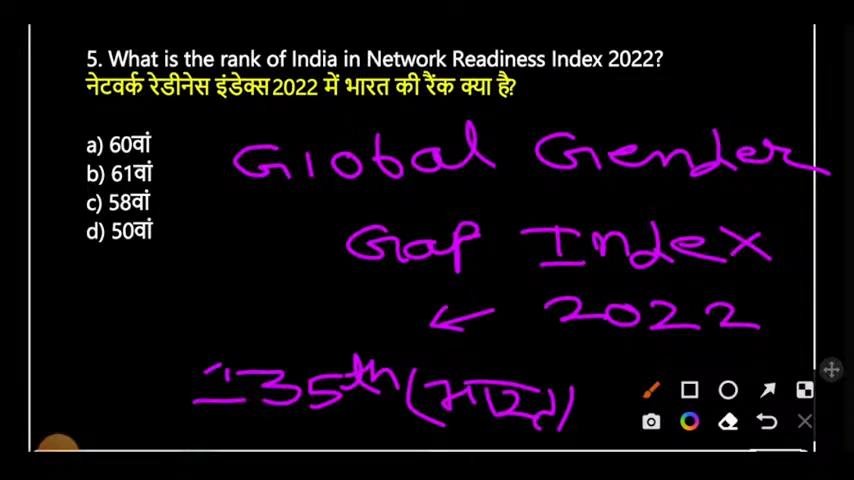 5. What is the rank of India in Network Readiness Index 2022?
नेटवर्क रेडीनेस इंडेक्स 2022 में भारत की रैंक क्या है?
a) 60वां
b) 61वां
c) 58वां
d) 50वां
Global Gender
Gap Index
← 2022
135th (भारत)